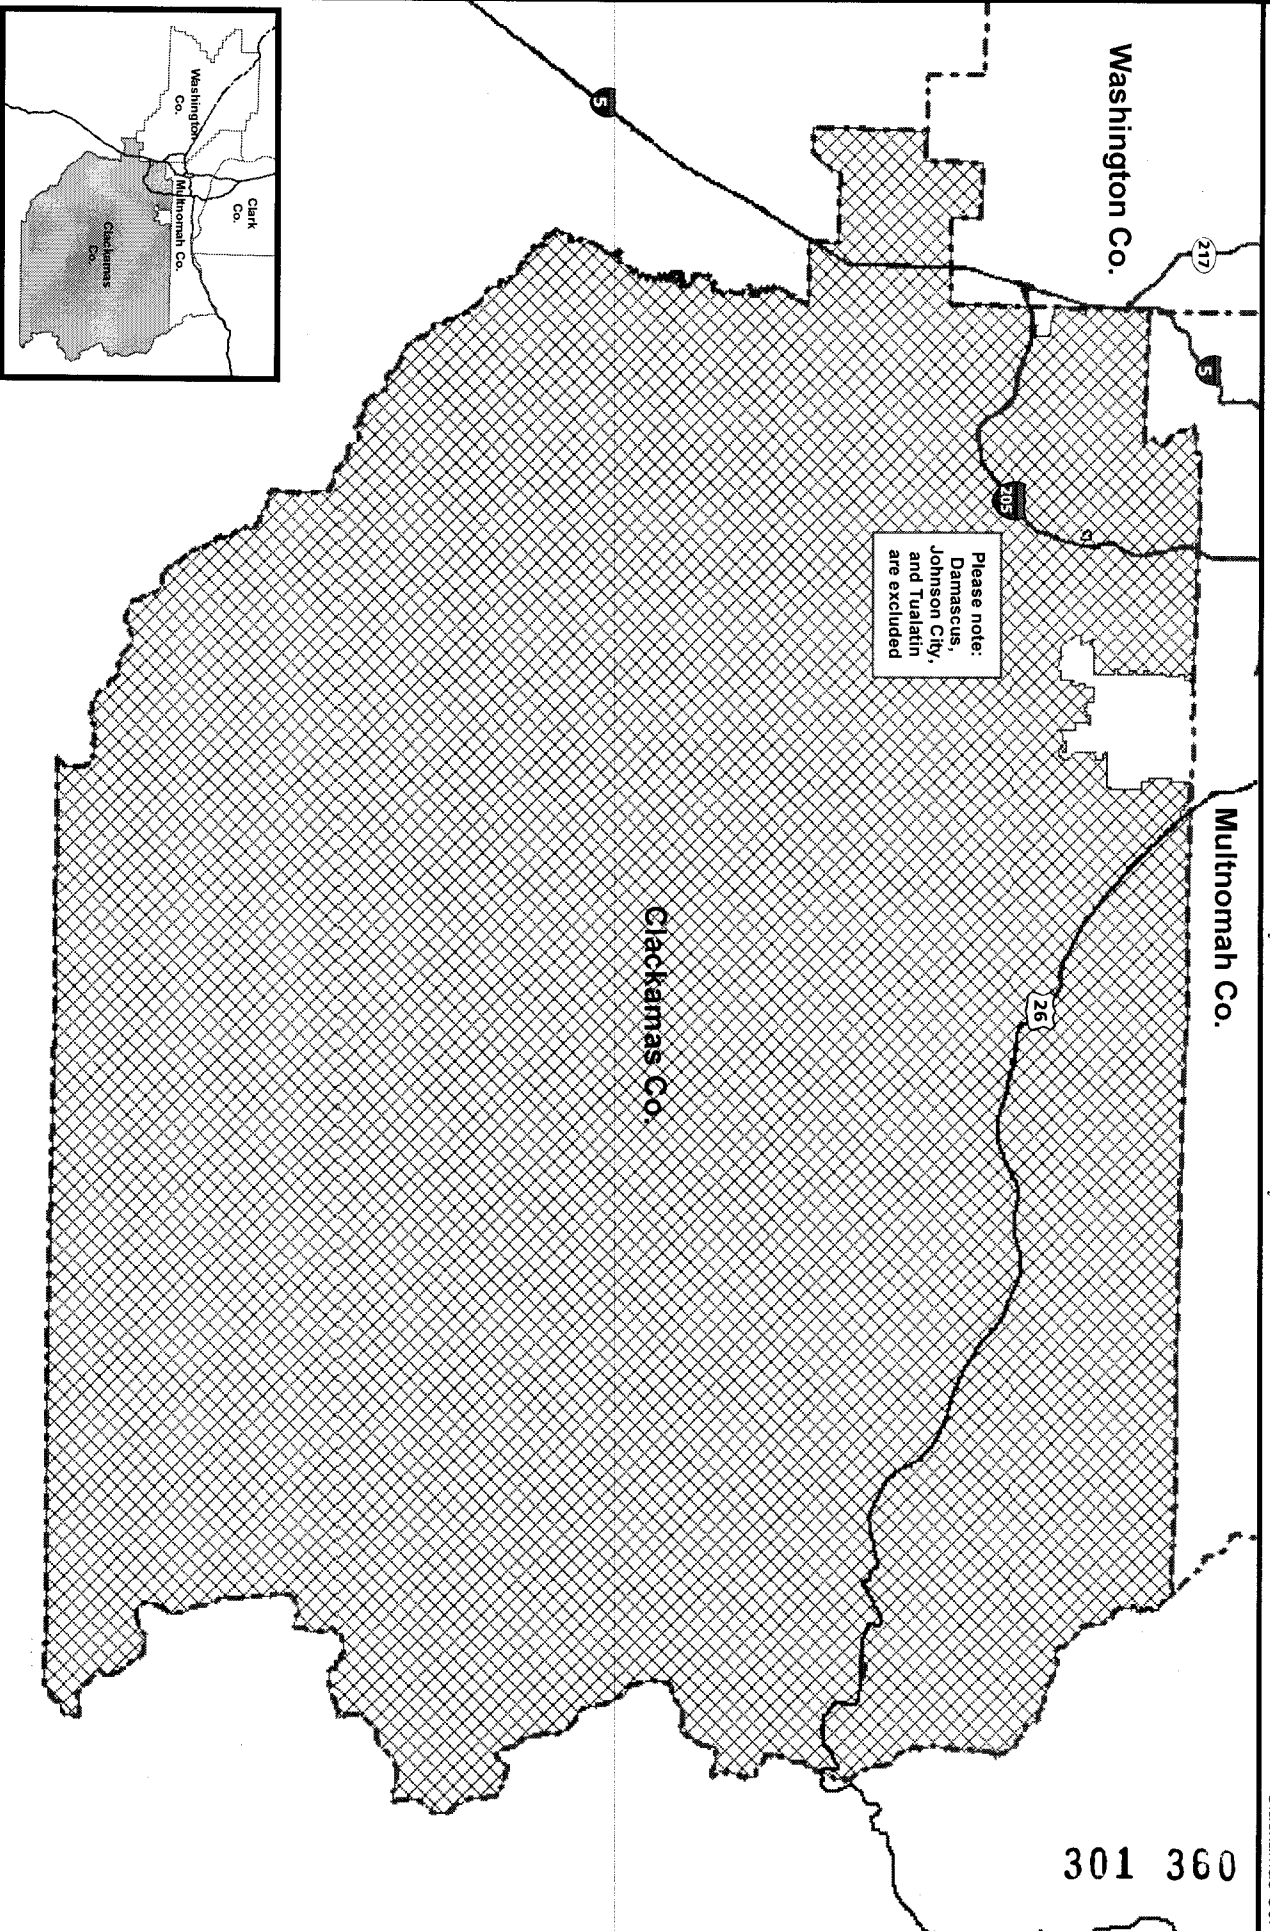 Washington Co.
217
5
5
205
Please note:
Damascus,
Johnson City,
and Tualatin
are excluded
Multnomah Co.
26
Clackamas Co.
Washington
Co.
Clark
Co.
Multnomah Co.
Clackamas
Co.
301 360